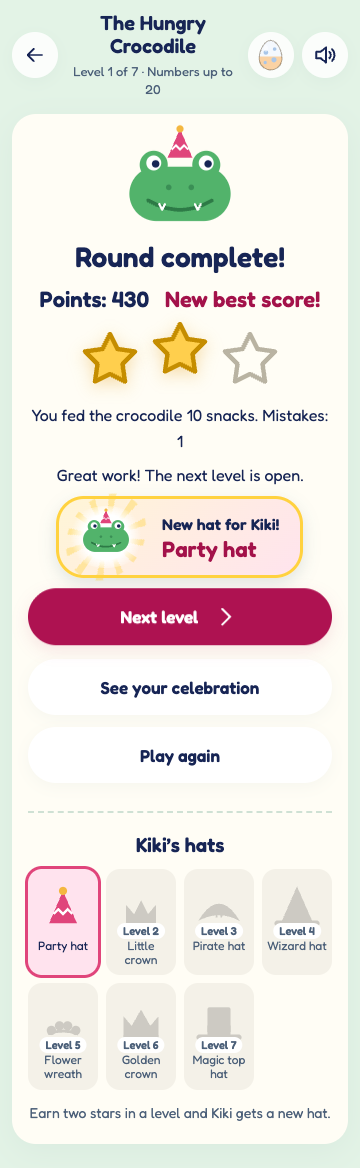 The Hungry
Crocodile
Level 1 of 7 · Numbers up to
20
Round complete!
Points: 430 New best score!
You fed the crocodile 10 snacks. Mistakes:
1
Great work! The next level is open.
New hat for Kiki!
Party hat
Next level
See your celebration
Play again
Kiki’s hats
Party hat
Level 2
Little
crown
Level 3
Pirate hat
Level 4
Wizard hat
Level 5
Flower
wreath
Level 6
Golden
crown
Level 7
Magic top
hat
Earn two stars in a level and Kiki gets a new hat.